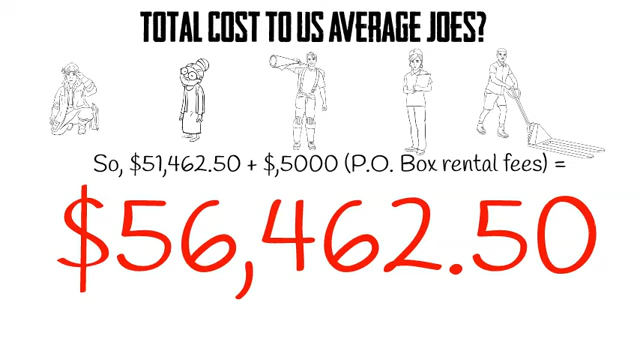 TOTAL COST TO US AVERAGE JOES?
So, $51,462.50 + $,5000 (P.O. Box rental fees) =
$56,462.50